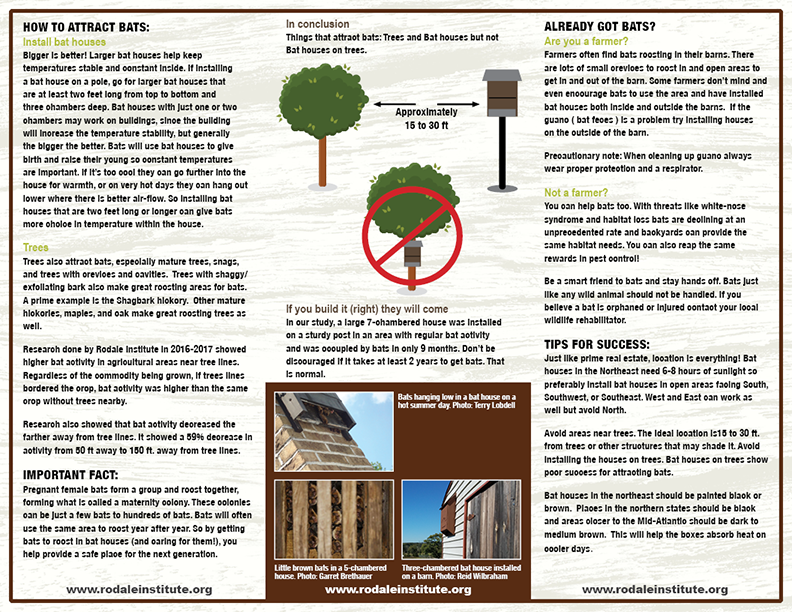 HOW TO ATTRACT BATS:
Install bat houses
Bigger is better! Larger bat houses help keep
temperatures stable and constant inside. If installing
a bat house on a pole, go for larger bat houses that
are at least two feet long from top to bottom and
three chambers deep. Bat houses with just one or two
chambers may work on buildings, since the building
will increase the temperature stability, but generally
the bigger the better. Bats will use bat houses to give
birth and raise their young so constant temperatures
are important. If it's too cool they can go further into the
house for warmth, or on very hot days they can hang out
lower where there is better air-flow. So installing bat
houses that are two feet long or longer can give bats
more choice in temperature within the house.
Trees
Trees also attract bats, especially mature trees, snags,
and trees with crevices and cavities. Trees with shaggy/
exfoliating bark also make great roosting areas for bats.
A prime example is the Shagbark hickory. Other mature
hickories, maples, and oak make great roosting trees as
well.
Research done by Rodale Institute in 2016-2017 showed
higher bat activity in agricultural areas near tree lines.
Regardless of the commodity being grown, if trees lines
bordered the crop, bat activity was higher than the same
crop without trees nearby.
Research also showed that bat activity decreased the
farther away from tree lines. It showed a 59% decrease in
activity from 50 ft away to 150 ft. away from tree lines.
IMPORTANT FACT:
Pregnant female bats form a group and roost together,
forming what is called a maternity colony. These colonies
can be just a few bats to hundreds of bats. Bats will often
use the same area to roost year after year. So by getting
bats to roost in bat houses (and caring for them!), you
help provide a safe place for the next generation.
www.rodaleinstitute.org
In conclusion
Things that attract bats: Trees and Bat houses but not
Bat houses on trees.
Approximately
15 to 30 ft
If you build it (right) they will come
In our study, a large 7-chambered house was installed
on a sturdy post in an area with regular bat activity
and was occupied by bats in only 9 months. Don't be
discouraged if it takes at least 2 years to get bats. That
is normal.
Bats hanging low in a bat house on a
hot summer day. Photo: Terry Lobdell
Little brown bats in a 5-chambered
house. Photo: Garret Brethauer
Three-chambered bat house installed
on a barn. Photo: Reid Wilbraham
www.rodaleinstitute.org
ALREADY GOT BATS?
Are you a farmer?
Farmers often find bats roosting in their barns. There
are lots of small crevices to roost in and open areas to
get in and out of the barn. Some farmers don't mind and
even encourage bats to use the area and have installed
bat houses both inside and outside the barns. If the
guano ( bat feces ) is a problem try installing houses
on the outside of the barn.
Precautionary note: When cleaning up guano always
wear proper protection and a respirator.
Not a farmer?
You can help bats too. With threats like white-nose
syndrome and habitat loss bats are declining at an
unprecedented rate and backyards can provide the
same habitat needs. You can also reap the same
rewards in pest control!
Be a smart friend to bats and stay hands off. Bats just
like any wild animal should not be handled. If you
believe a bat is orphaned or injured contact your local
wildlife rehabilitator.
TIPS FOR SUCCESS:
Just like prime real estate, location is everything! Bat
houses in the Northeast need 6-8 hours of sunlight so
preferably install bat houses in open areas facing South,
Southwest, or Southeast. West and East can work as
well but avoid North.
Avoid areas near trees. The ideal location is15 to 30 ft.
from trees or other structures that may shade it. Avoid
installing the houses on trees. Bat houses on trees show
poor success for attracting bats.
Bat houses in the northeast should be painted black or
brown. Places in the northern states should be black
and areas closer to the Mid-Atlantic should be dark to
medium brown. This will help the boxes absorb heat on
cooler days.
www.rodaleinstitute.org